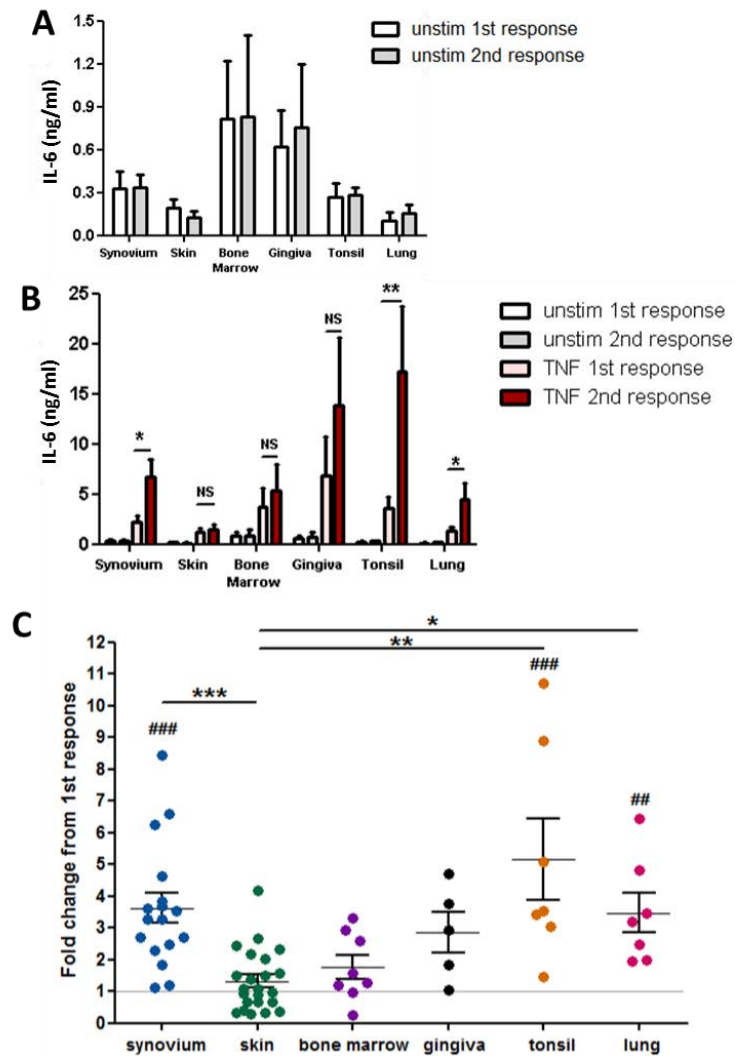 A
unstim 1st response
unstim 2nd response
IL-6 (ng/ml)
1.5
1.2
0.9
0.6
0.3
0.0
Synovium Skin Bone Gingiva Tonsil Lung
Marrow
B
unstim 1st response
unstim 2nd response
TNF 1st response
TNF 2nd response
IL-6 (ng/ml)
25
20
15
10
5
0
* NS NS NS ** *
Synovium Skin Bone Gingiva Tonsil Lung
Marrow
C
Fold change from 1st response
12
11
10
9
8
7
6
5
4
3
2
1
0
*
**
***
###
###
##
synovium skin bone marrow gingiva tonsil lung